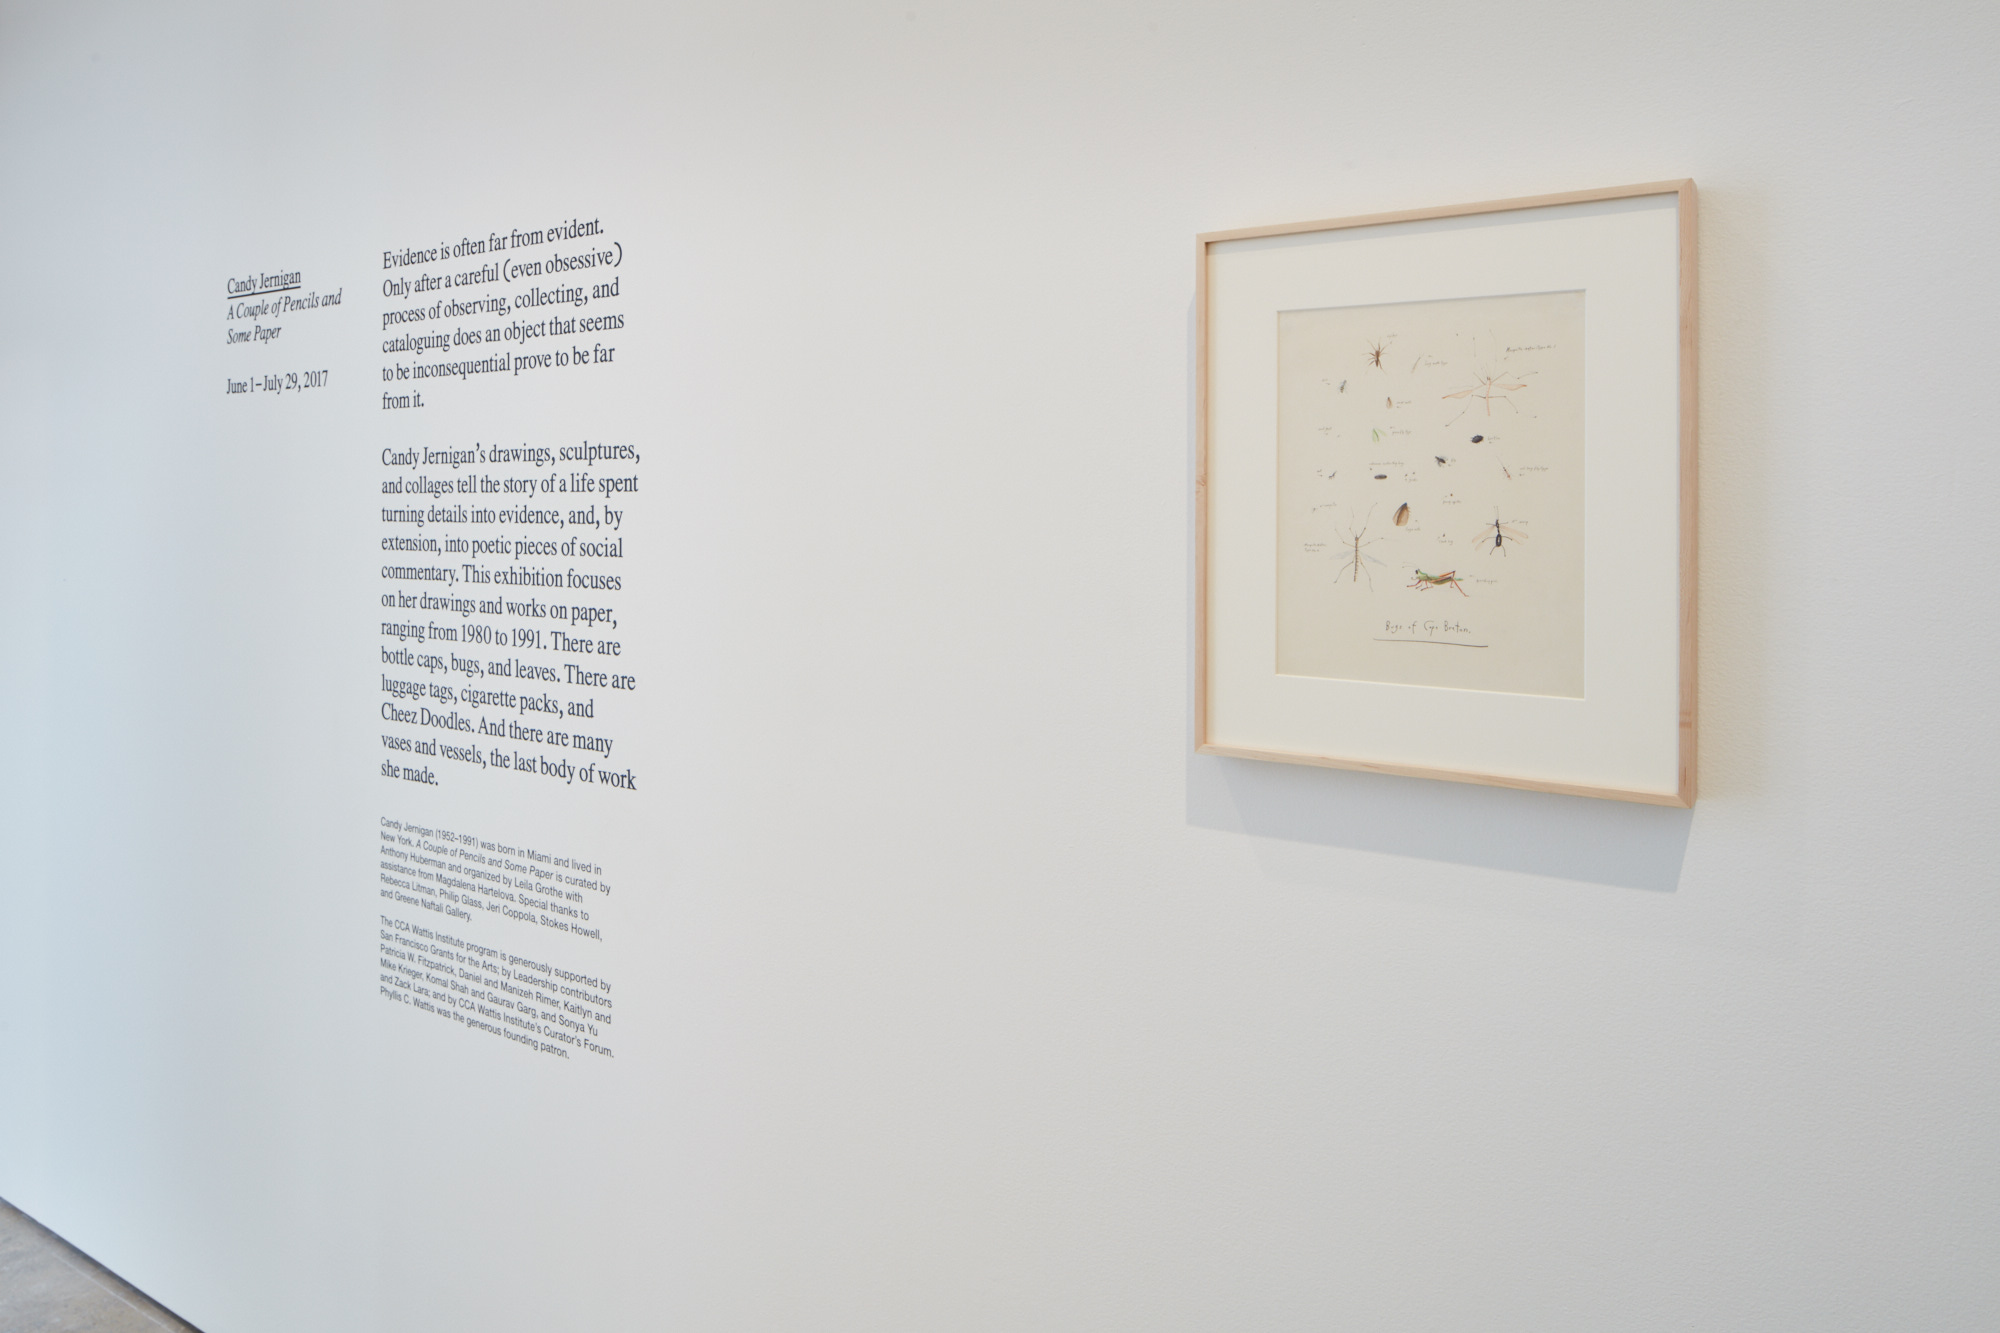 Candy Jernigan
A Couple of Pencils and
Some Paper
June 1–July 29, 2017
Evidence is often far from evident.
Only after a careful (even obsessive)
process of observing, collecting, and
cataloguing does an object that seems
to be inconsequential prove to be far
from it.
Candy Jernigan's drawings, sculptures,
and collages tell the story of a life spent
turning details into evidence, and, by
extension, into poetic pieces of social
commentary. This exhibition focuses
on her drawings and works on paper,
ranging from 1980 to 1991. There are
bottle caps, bugs, and leaves. There are
luggage tags, cigarette packs, and
Cheez Doodles. And there are many
vases and vessels, the last body of work
she made.
Candy Jernigan (1952–1991) was born in Miami and lived in
New York. A Couple of Pencils and Some Paper is curated by
Anthony Huberman and organized by Leila Grothe with
assistance from Magdalena Hartelova. Special thanks to
Rebecca Litman, Philip Glass, Jeri Coppola, Stokes Howell,
and Greene Naftali Gallery.
The CCA Wattis Institute program is generously supported by
San Francisco Grants for the Arts; by Leadership contributors
Patricia W. Fitzpatrick, Daniel and Manizeh Rimer, Kaitlyn and
Mike Krieger, Komal Shah and Gaurav Garg, and Sonya Yu
and Zack Lara; and by CCA Wattis Institute's Curator's Forum.
Phyllis C. Wattis was the generous founding patron.
Bugs of Cape Breton.